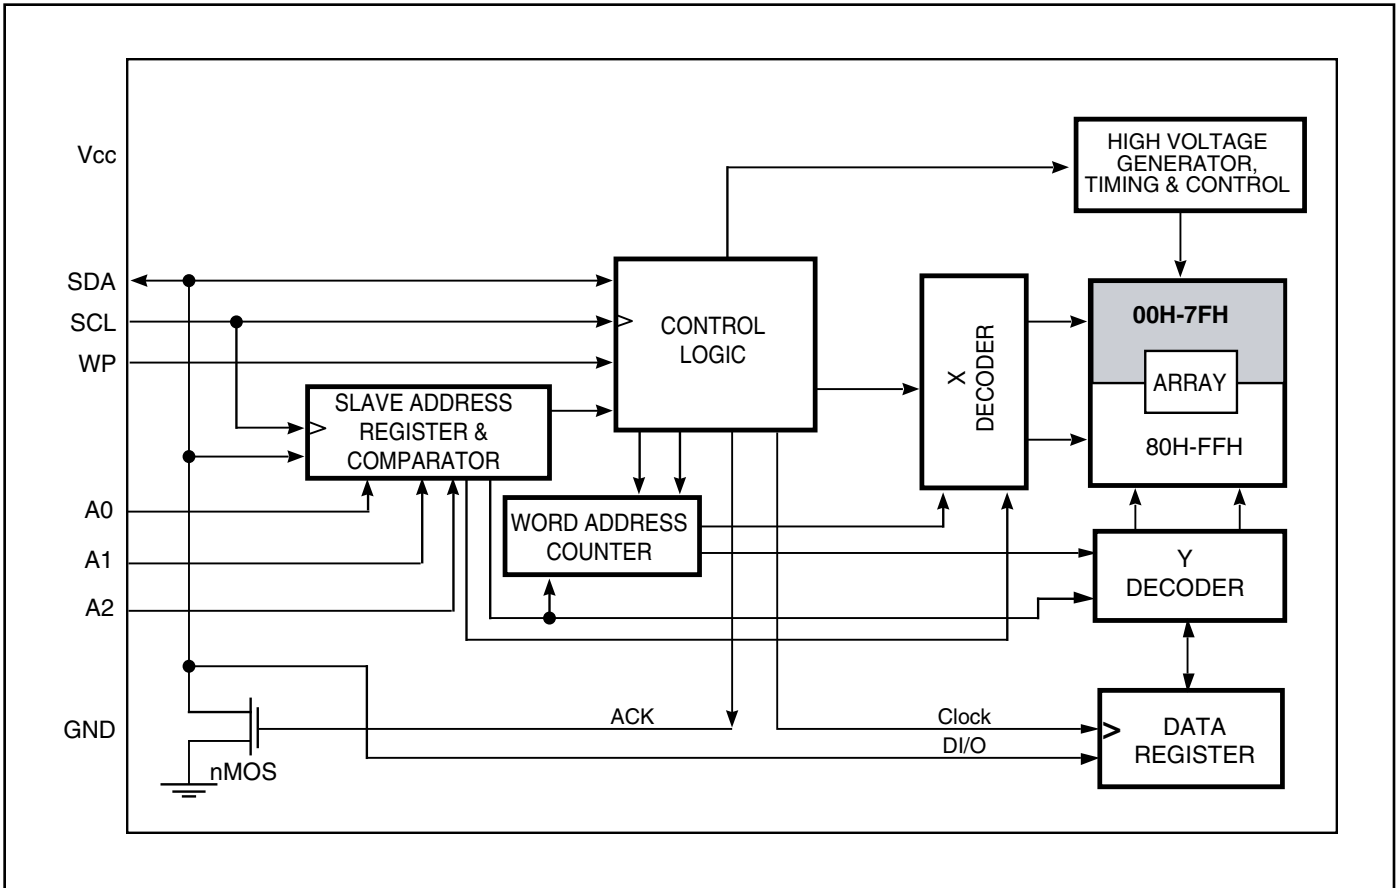 Vcc
HIGH VOLTAGE
GENERATOR,
TIMING & CONTROL
SDA
SCL
WP
CONTROL
LOGIC
X
DECODER
00H-7FH
ARRAY
80H-FFH
SLAVE ADDRESS
REGISTER &
COMPARATOR
A0
A1
A2
WORD ADDRESS
COUNTER
Y
DECODER
GND
nMOS
ACK
Clock
DI/O
DATA
REGISTER